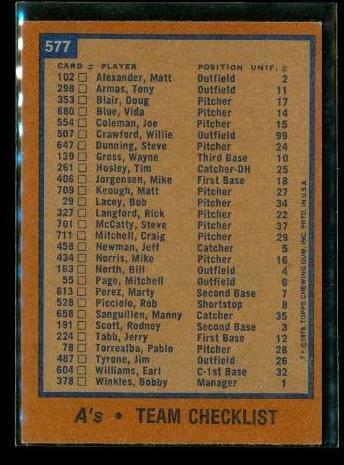 577
CARD # PLAYER POSITION UNIF. #
102 Alexander, Matt Outfield 2
298 Armas, Tony Outfield 11
353 Blair, Doug Pitcher 17
680 Blue, Vida Pitcher 14
554 Coleman, Joe Pitcher 15
507 Crawford, Willie Outfield 99
647 Dunning, Steve Pitcher 24
139 Gross, Wayne Third Base 10
261 Hosley, Tim Catcher-DH 25
406 Jorgensen, Mike First Base 18
709 Keough, Matt Pitcher 27
29 Lacey, Bob Pitcher 34
327 Langford, Rick Pitcher 22
701 McCatty, Steve Pitcher 37
711 Mitchell, Craig Pitcher 29
458 Newman, Jeff Catcher 5
434 Norris, Mike Pitcher 16
163 North, Bill Outfield 4
55 Page, Mitchell Outfield 6
613 Perez, Marty Second Base 7
528 Picciolo, Rob Shortstop 8
658 Sanguillen, Manny Catcher 35
191 Scott, Rodney Second Base 3
224 Tabb, Jerry First Base 12
78 Torrealba, Pablo Pitcher 28
487 Tyrone, Jim Outfield 26
604 Williams, Earl C-1st Base 32
378 Winkles, Bobby Manager 1
F* © 1978, TOPPS CHEWING GUM, INC. PRTD. IN U.S.A.
A's • TEAM CHECKLIST